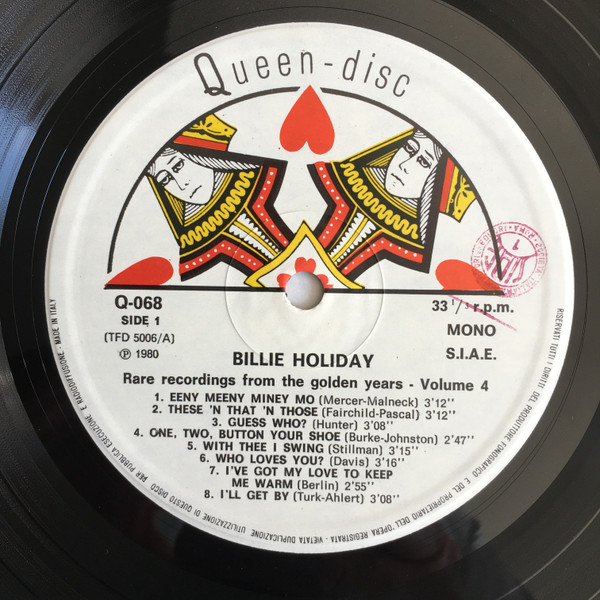 Queen-disc
Q-068
SIDE 1
(TFD 5006/A)
Ⓟ 1980
33 1/3 r.p.m.
MONO
S.I.A.E.
BILLIE HOLIDAY
Rare recordings from the golden years - Volume 4
1. EENY MEENY MINEY MO (Mercer-Malneck) 3'12''
2. THESE 'N THAT 'N THOSE (Fairchild-Pascal) 3'12''
3. GUESS WHO? (Hunter) 3'08''
4. ONE, TWO, BUTTON YOUR SHOE (Burke-Johnston) 2'47''
5. WITH THEE I SWING (Stillman) 3'15''
6. WHO LOVES YOU? (Davis) 3'16''
7. I'VE GOT MY LOVE TO KEEP
ME WARM (Berlin) 2'55''
8. I'LL GET BY (Turk-Ahlert) 3'08''
RISERVATI TUTTI I DIRITTI DEL PRODUTTORE FONOGRAFICO E DEL PROPRIETARIO DELL'OPERA REGISTRATA - VIETATA DUPLICAZIONE UTILIZZAZIONE DI QUESTO DISCO PER PUBBLICA ESECUZIONE E RADIODIFFUSIONE - MADE IN ITALY